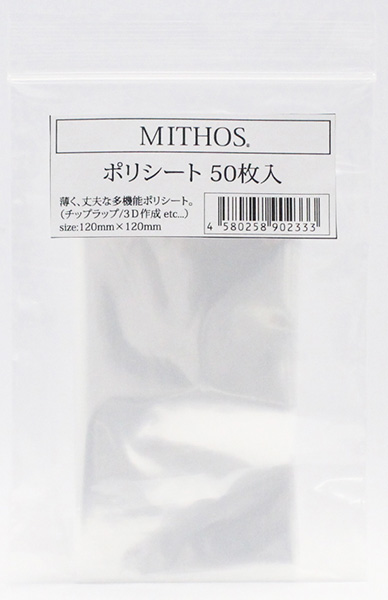 MITHOS®
ポリシート 50枚入
薄く、丈夫な多機能ポリシート。
(チップラップ/3D作成 etc...)
size:120mm×120mm
4 580258 902333